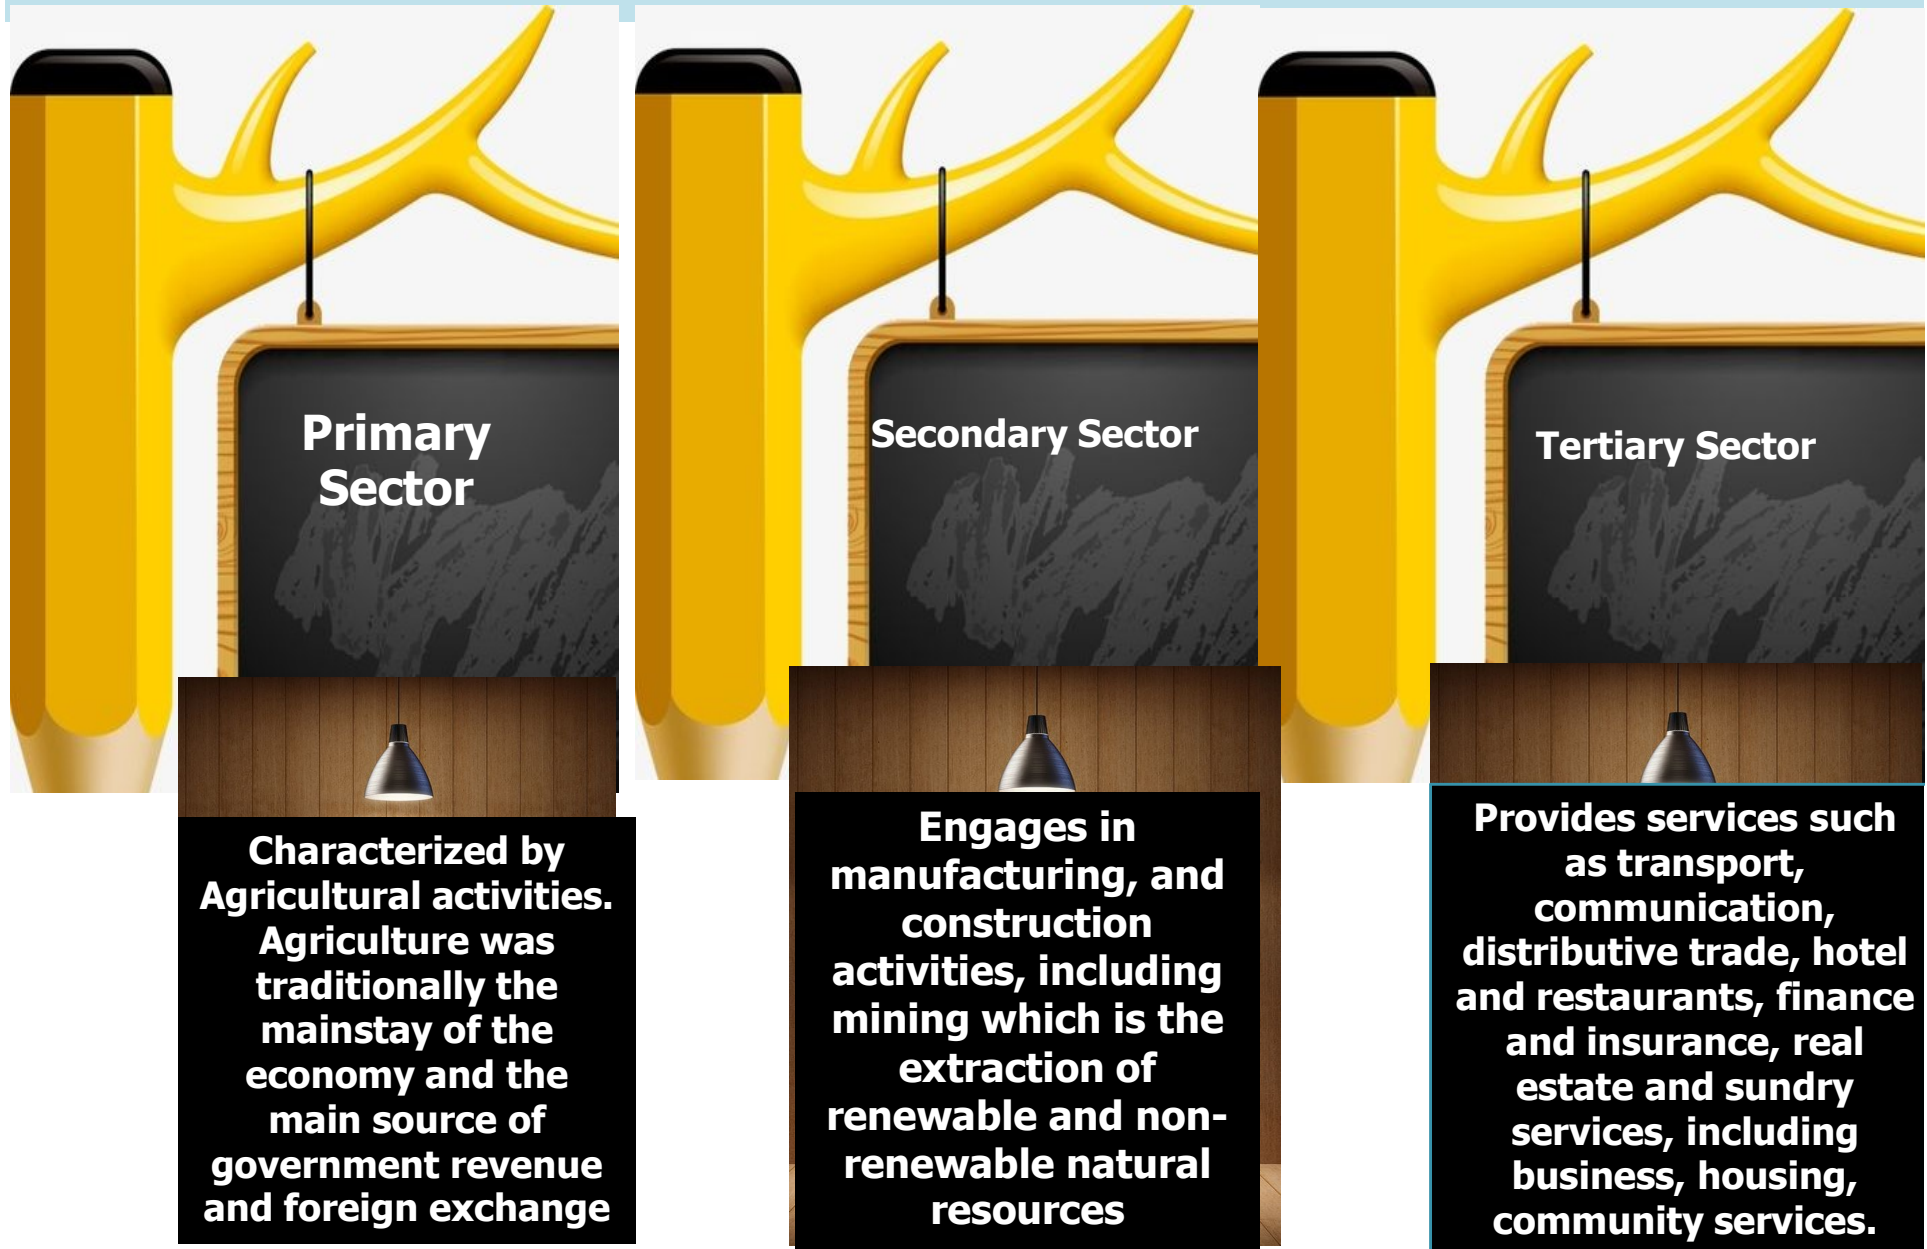 Primary
Sector
Characterized by
Agricultural activities.
Agriculture was
traditionally the
mainstay of the
economy and the
main source of
government revenue
and foreign exchange
Secondary Sector
Engages in
manufacturing, and
construction
activities, including
mining which is the
extraction of
renewable and non-
renewable natural
resources
Tertiary Sector
Provides services such
as transport,
communication,
distributive trade, hotel
and restaurants, finance
and insurance, real
estate and sundry
services, including
business, housing,
community services.